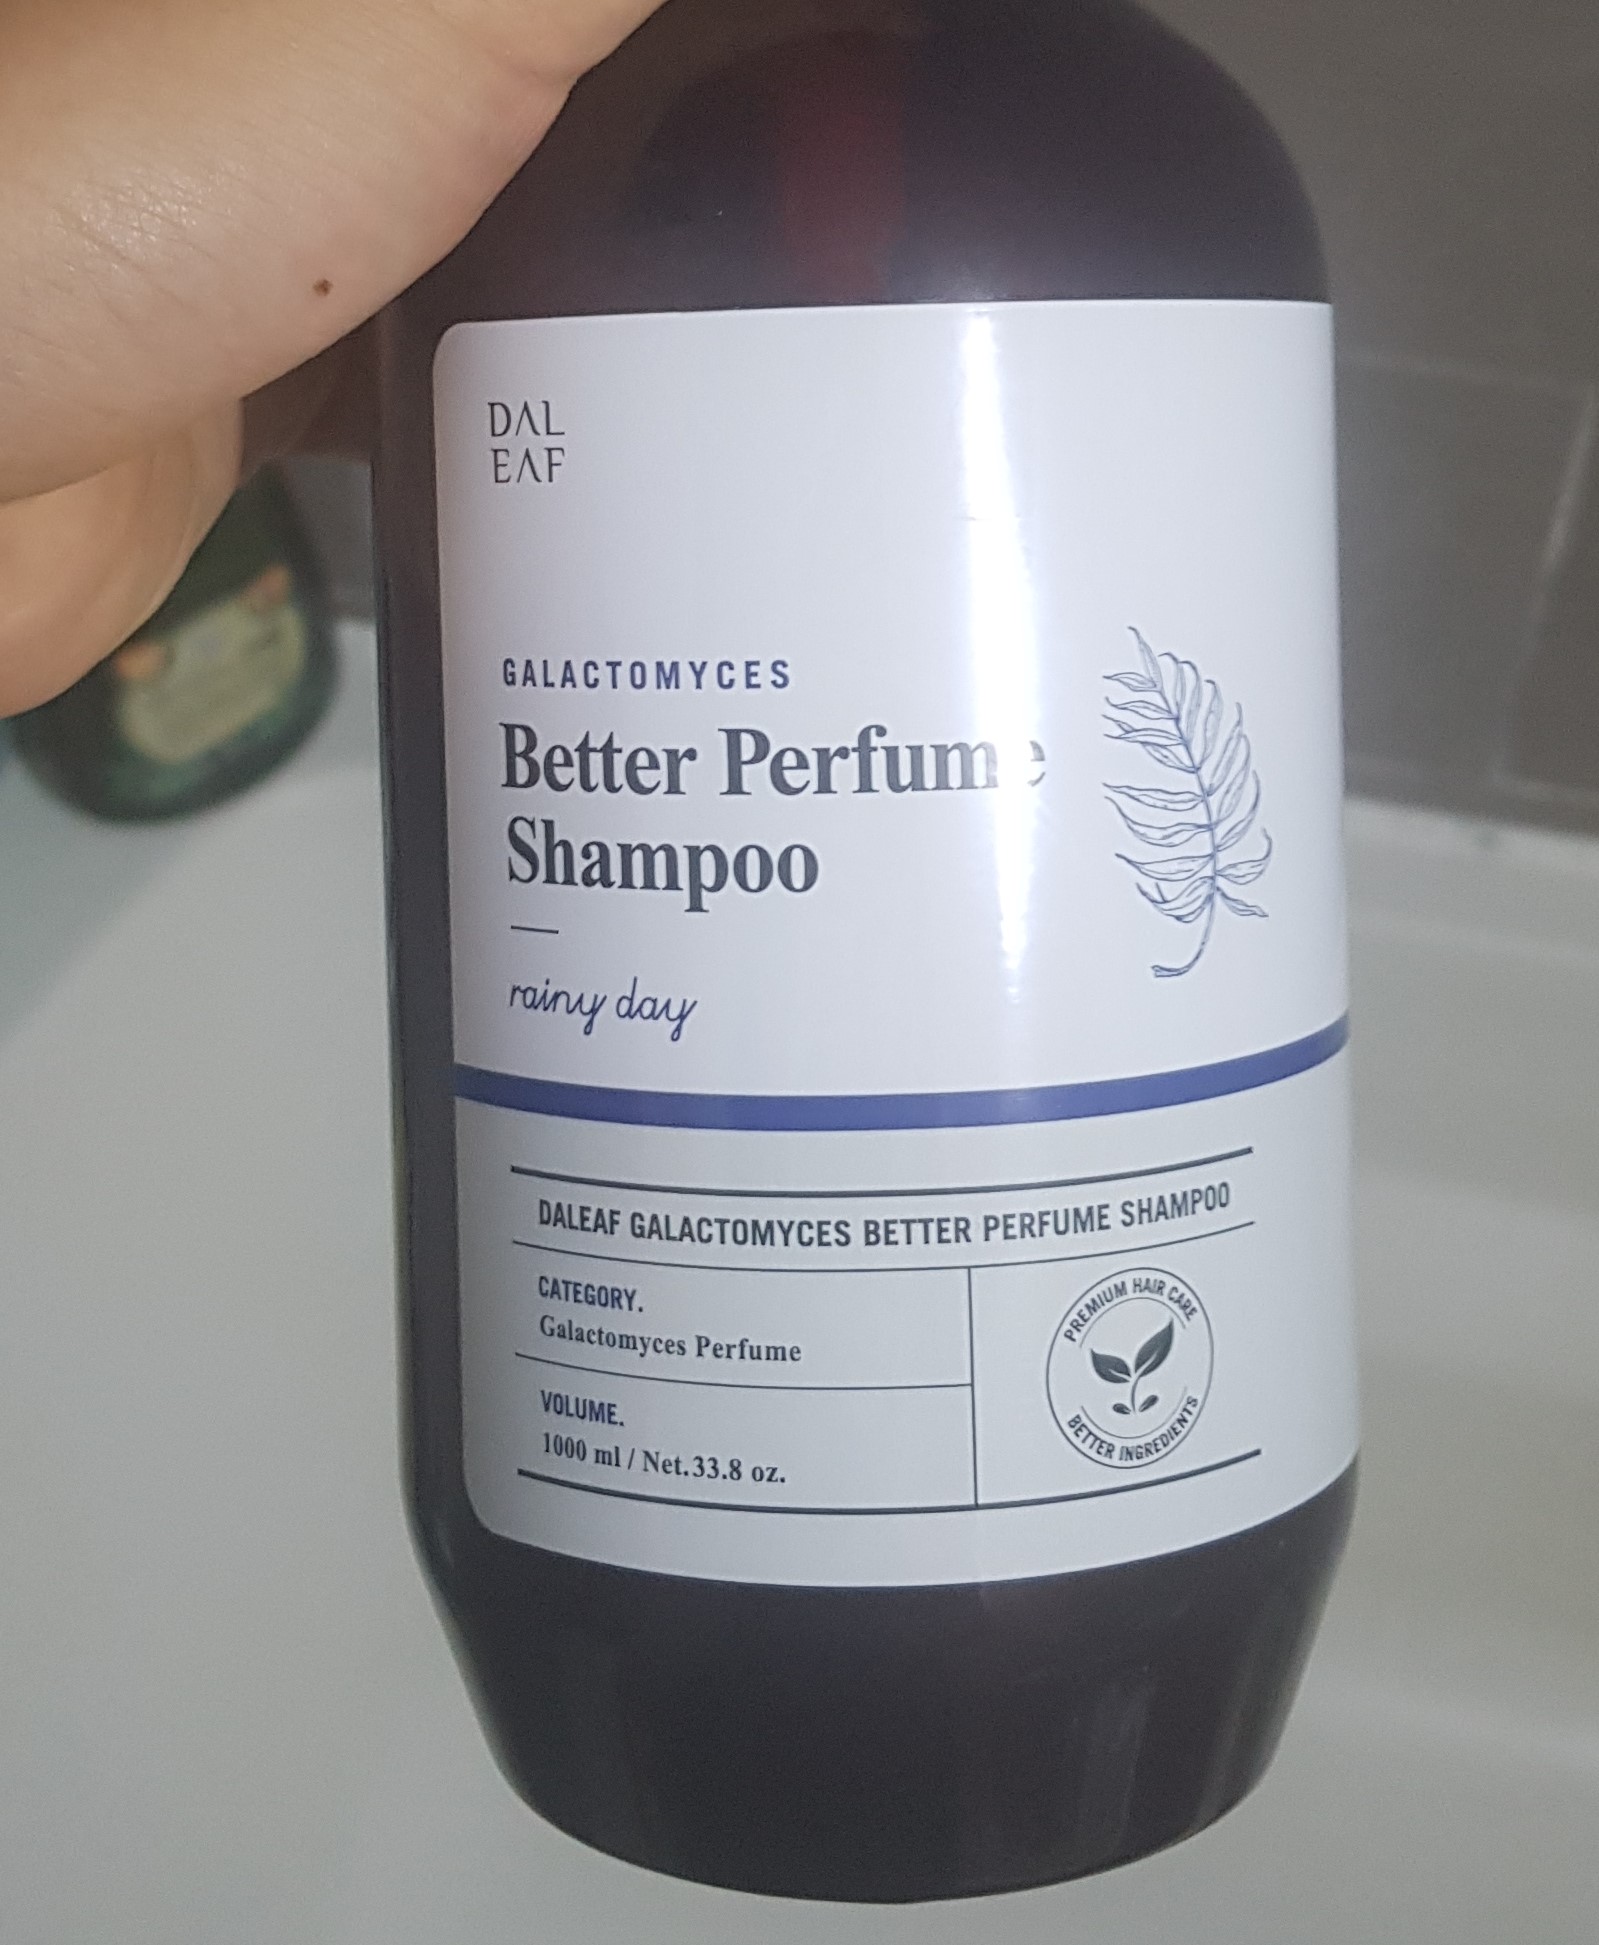 DAL
EAF
GALACTOMYCES
Better Perfume
Shampoo
rainy day
DALEAF GALACTOMYCES BETTER PERFUME SHAMPOO
CATEGORY.
Galactomyces Perfume
VOLUME.
1000 ml / Net.33.8 oz.
PREMIUM HAIR CARE
BETTER INGREDIENTS